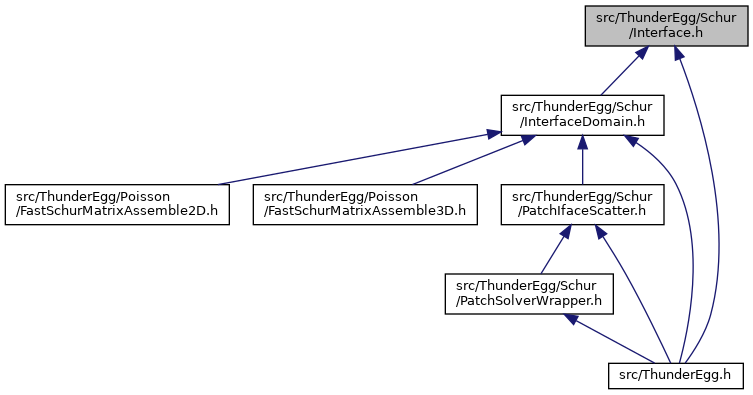 src/ThunderEgg/Schur
/Interface.h
src/ThunderEgg/Schur
/InterfaceDomain.h
src/ThunderEgg/Poisson
/FastSchurMatrixAssemble2D.h
src/ThunderEgg/Poisson
/FastSchurMatrixAssemble3D.h
src/ThunderEgg/Schur
/PatchIfaceScatter.h
src/ThunderEgg/Schur
/PatchSolverWrapper.h
src/ThunderEgg.h